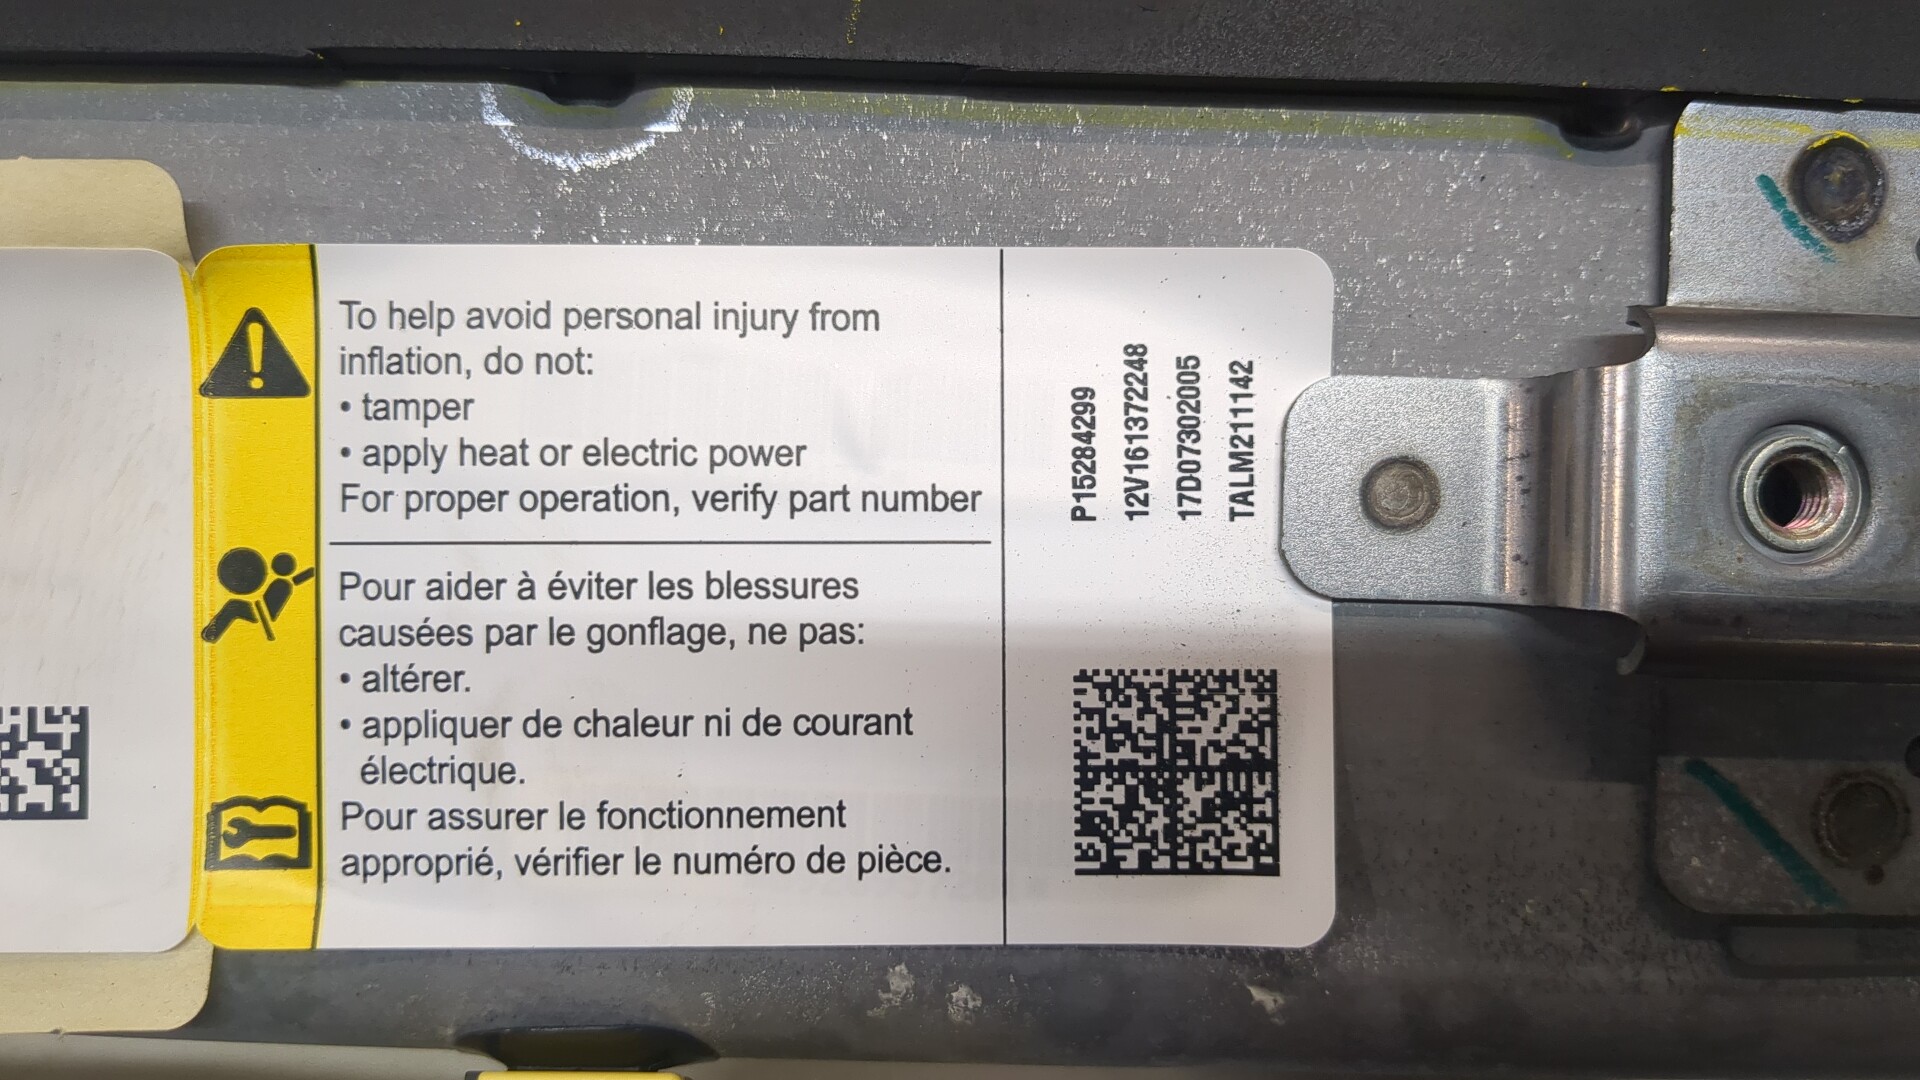 To help avoid personal injury from
inflation, do not:
• tamper
• apply heat or electric power
For proper operation, verify part number
Pour aider à éviter les blessures
causées par le gonflage, ne pas:
• altérer.
• appliquer de chaleur ni de courant
électrique.
Pour assurer le fonctionnement
approprié, vérifier le numéro de pièce.
P15284299
12V161372248
17D07302005
TALM211142